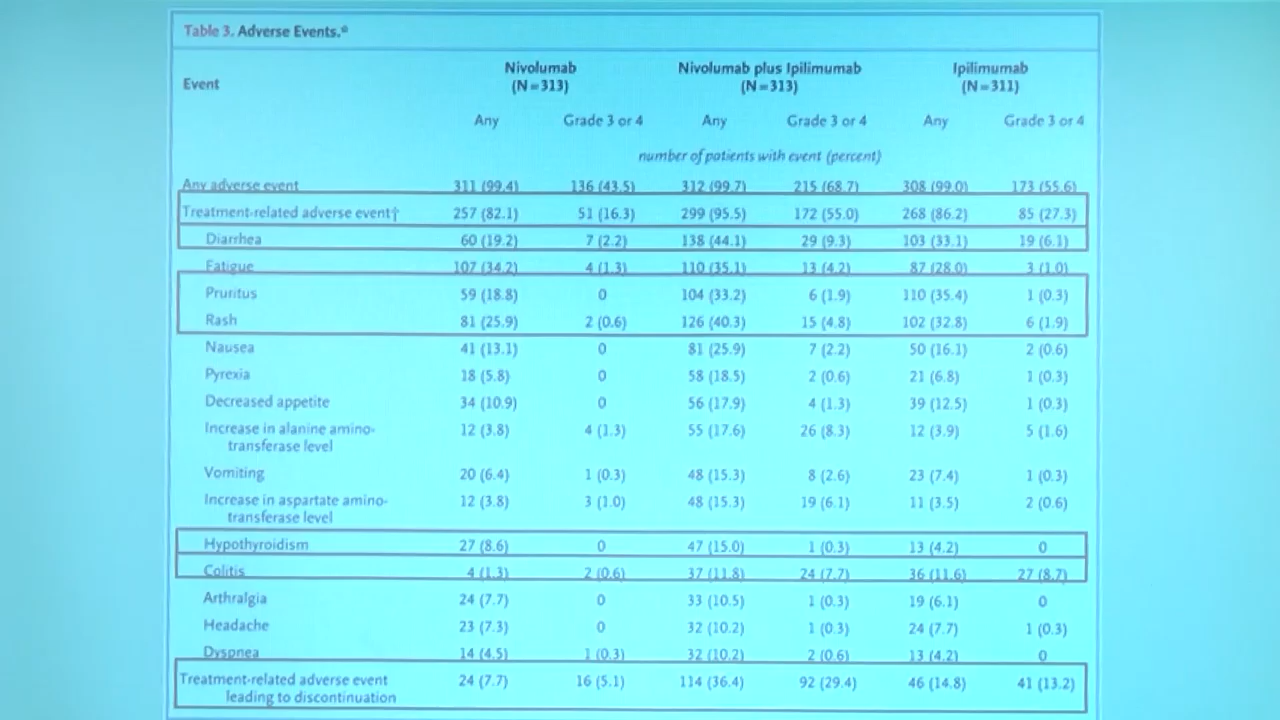 Table 3. Adverse Events.*
Event Nivolumab (N=313) Nivolumab plus Ipilimumab (N=313) Ipilimumab (N=311)
Any Grade 3 or 4 Any Grade 3 or 4 Any Grade 3 or 4
number of patients with event (percent)
Any adverse event 311 (99.4) 136 (43.5) 312 (99.7) 215 (68.7) 308 (99.0) 173 (55.6)
Treatment-related adverse event† 257 (82.1) 51 (16.3) 299 (95.5) 172 (55.0) 268 (86.2) 85 (27.3)
Diarrhea 60 (19.2) 7 (2.2) 138 (44.1) 29 (9.3) 103 (33.1) 19 (6.1)
Fatigue 107 (34.2) 4 (1.3) 110 (35.1) 13 (4.2) 87 (28.0) 3 (1.0)
Pruritus 59 (18.8) 0 104 (33.2) 6 (1.9) 110 (35.4) 1 (0.3)
Rash 81 (25.9) 2 (0.6) 126 (40.3) 15 (4.8) 102 (32.8) 6 (1.9)
Nausea 41 (13.1) 0 81 (25.9) 7 (2.2) 50 (16.1) 2 (0.6)
Pyrexia 18 (5.8) 0 58 (18.5) 2 (0.6) 21 (6.8) 1 (0.3)
Decreased appetite 34 (10.9) 0 56 (17.9) 4 (1.3) 39 (12.5) 1 (0.3)
Increase in alanine amino- 12 (3.8) 4 (1.3) 55 (17.6) 26 (8.3) 12 (3.9) 5 (1.6)
transferase level
Vomiting 20 (6.4) 1 (0.3) 48 (15.3) 8 (2.6) 23 (7.4) 1 (0.3)
Increase in aspartate amino- 12 (3.8) 3 (1.0) 48 (15.3) 19 (6.1) 11 (3.5) 2 (0.6)
transferase level
Hypothyroidism 27 (8.6) 0 47 (15.0) 1 (0.3) 13 (4.2) 0
Colitis 4 (1.3) 2 (0.6) 37 (11.8) 24 (7.7) 36 (11.6) 27 (8.7)
Arthralgia 24 (7.7) 0 33 (10.5) 1 (0.3) 19 (6.1) 0
Headache 23 (7.3) 0 32 (10.2) 1 (0.3) 24 (7.7) 1 (0.3)
Dyspnea 14 (4.5) 1 (0.3) 32 (10.2) 2 (0.6) 13 (4.2) 0
Treatment-related adverse event 24 (7.7) 16 (5.1) 114 (36.4) 92 (29.4) 46 (14.8) 41 (13.2)
leading to discontinuation